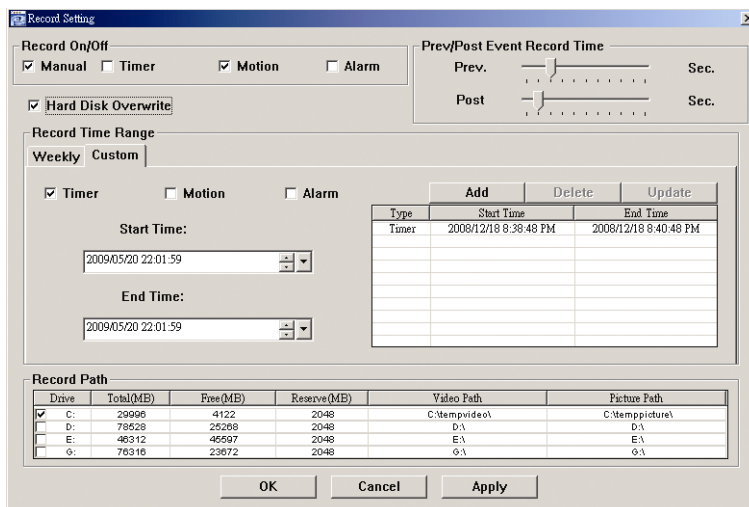 Record Setting
Record On/Off
Manual Timer Motion Alarm
Prev/Post Event Record Time
Prev. Sec.
Post Sec.
Hard Disk Overwrite
Record Time Range
Weekly Custom
Timer Motion Alarm
Start Time:
2009/05/20 22:01:59
End Time:
2009/05/20 22:01:59
Add Delete Update
Type Start Time End Time
Timer 2008/12/18 8:38:48 PM 2008/12/18 8:40:48 PM
Record Path
Drive Total(MB) Free(MB) Reserve(MB) Video Path Picture Path
C: 29996 4122 2048 C:\tempvideo\ C:\temppicture\
D: 78528 25268 2048 D:\ D:\
E: 46312 45597 2048 E:\ E:\
G: 76316 23672 2048 G:\ G:\
OK Cancel Apply